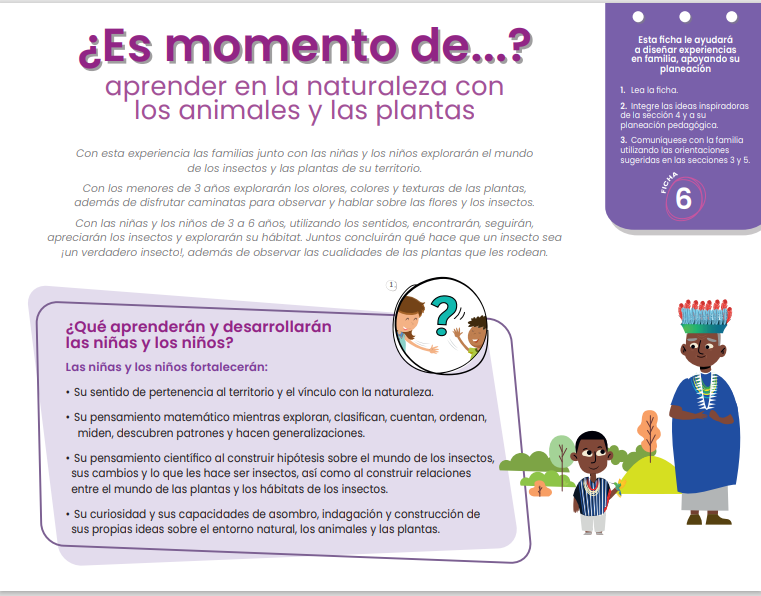 ¿Es momento de...?
aprender en la naturaleza con
los animales y las plantas
Con esta experiencia las familias junto con las niñas y los niños explorarán el mundo
de los insectos y las plantas de su territorio.
Con los menores de 3 años explorarán los olores, colores y texturas de las plantas,
además de disfrutar caminatas para observar y hablar sobre las flores y los insectos.
Con las niñas y los niños de 3 a 6 años, utilizando los sentidos, encontrarán, seguirán,
apreciarán los insectos y explorarán su hábitat. Juntos concluirán qué hace que un insecto sea
¡un verdadero insecto!, además de observar las cualidades de las plantas que les rodean.
Esta ficha le ayudará
a diseñar experiencias
en familia, apoyando su
planeación
1. Lea la ficha.
2. Integre las ideas inspiradoras
de la sección 4 y a su
planeación pedagógica.
3. Comuníquese con la familia
utilizando las orientaciones
sugeridas en las secciones 3 y 5.
FICHA
6
1
?
¿Qué aprenderán y desarrollarán
las niñas y los niños?
Las niñas y los niños fortalecerán:
• Su sentido de pertenencia al territorio y el vínculo con la naturaleza.
• Su pensamiento matemático mientras exploran, clasifican, cuentan, ordenan,
miden, descubren patrones y hacen generalizaciones.
• Su pensamiento científico al construir hipótesis sobre el mundo de los insectos,
sus cambios y lo que les hace ser insectos, así como al construir relaciones
entre el mundo de las plantas y los hábitats de los insectos.
• Su curiosidad y sus capacidades de asombro, indagación y construcción de
sus propias ideas sobre el entorno natural, los animales y las plantas.